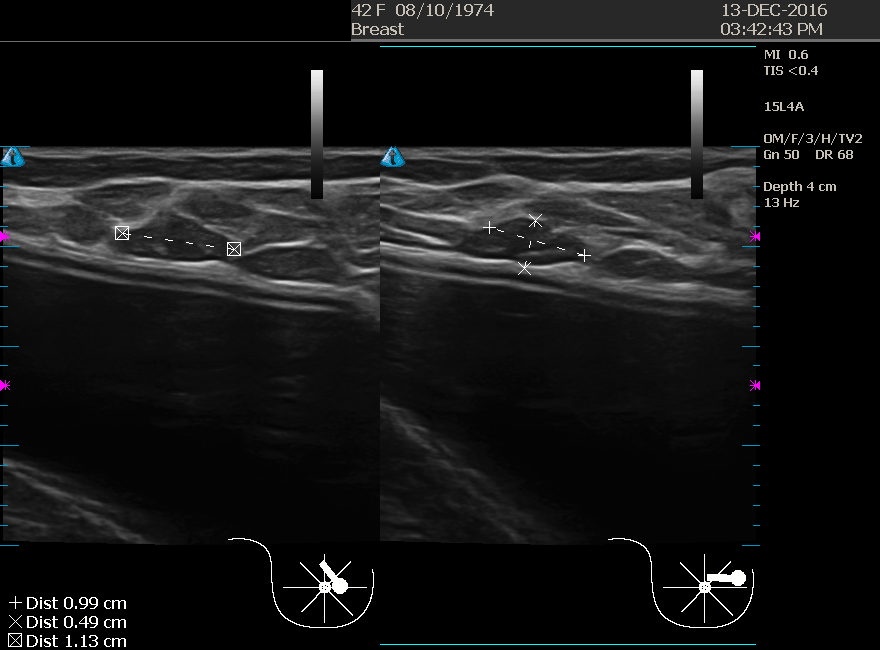 42 F 08/10/1974
13-DEC-2016
Breast
03:42:43 PM
MI 0.6
TIS <0.4
15L4A
OM/F/3/H/TV2
Gn 50 DR 68
Depth 4 cm
13 Hz
Dist 0.99 cm
Dist 0.49 cm
Dist 1.13 cm